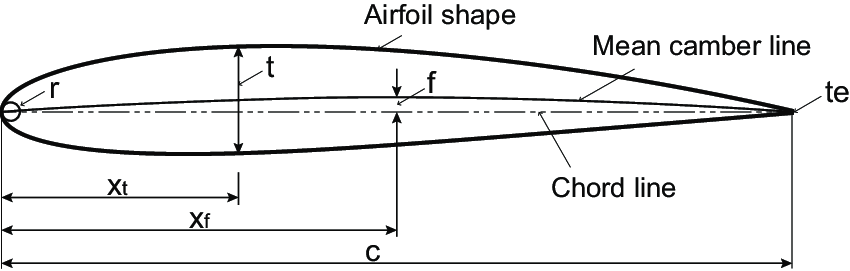 Airfoil shape
Mean camber line
r
t
f
te
Chord line
xt
xf
c